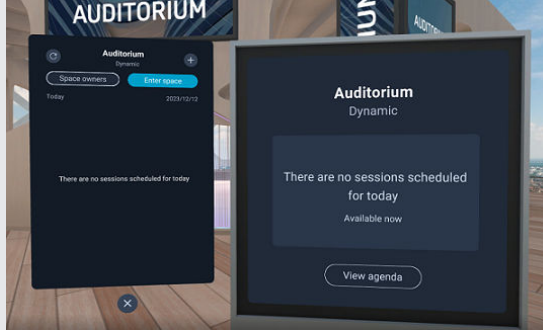 AUDITORIUM
Auditorium
Dynamic
Space owners
Enter space
Today
2023/12/12
There are no sessions scheduled for today
Auditorium
Dynamic
There are no sessions scheduled
for today
Available now
View agenda